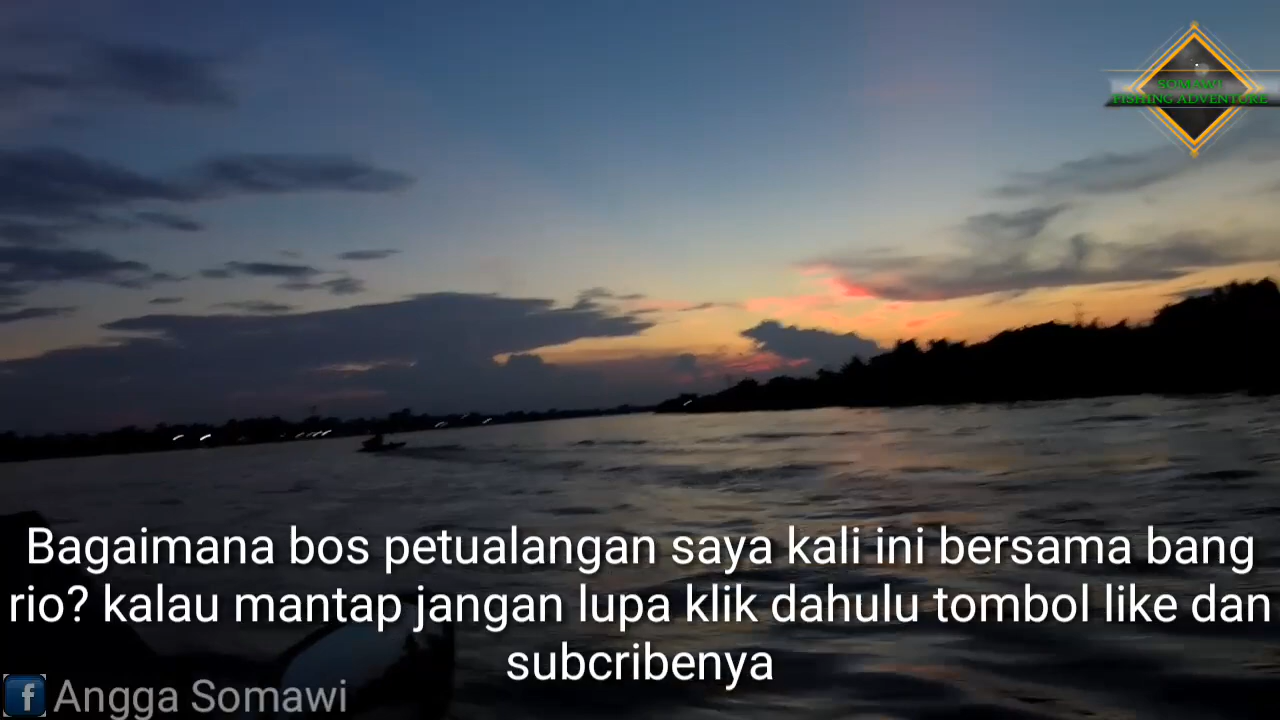 SOMAWI
FISHING ADVENTURE
Bagaimana bos petualangan saya kali ini bersama bang
rio? kalau mantap jangan lupa klik dahulu tombol like dan
subcribenya
f Angga Somawi